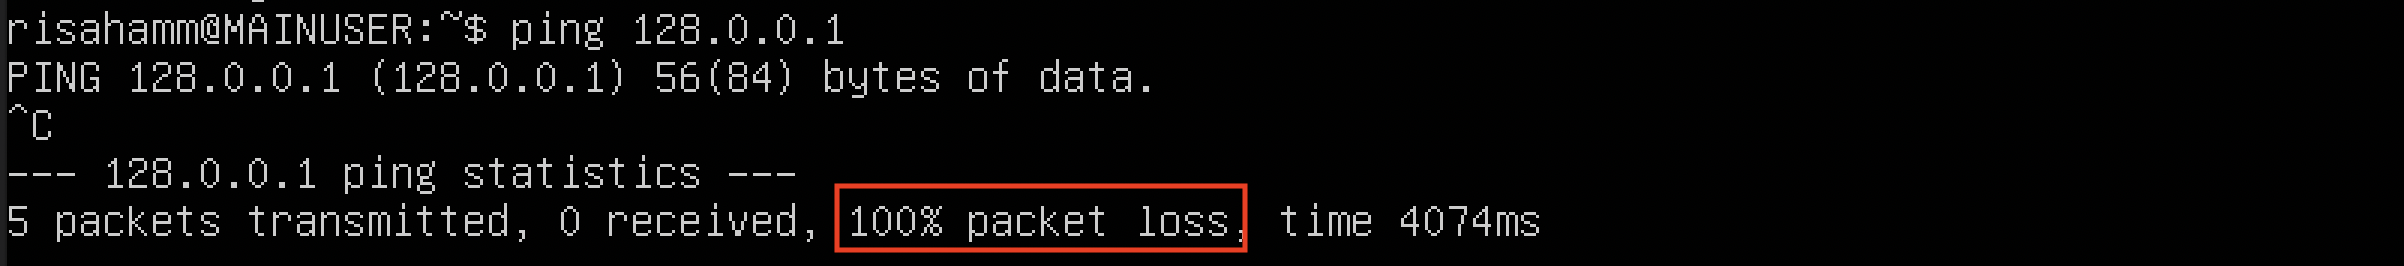 risahamm@MAINUSER:~$ ping 128.0.0.1
PING 128.0.0.1 (128.0.0.1) 56(84) bytes of data.
^C
--- 128.0.0.1 ping statistics ---
5 packets transmitted, 0 received, 100% packet loss, time 4074ms